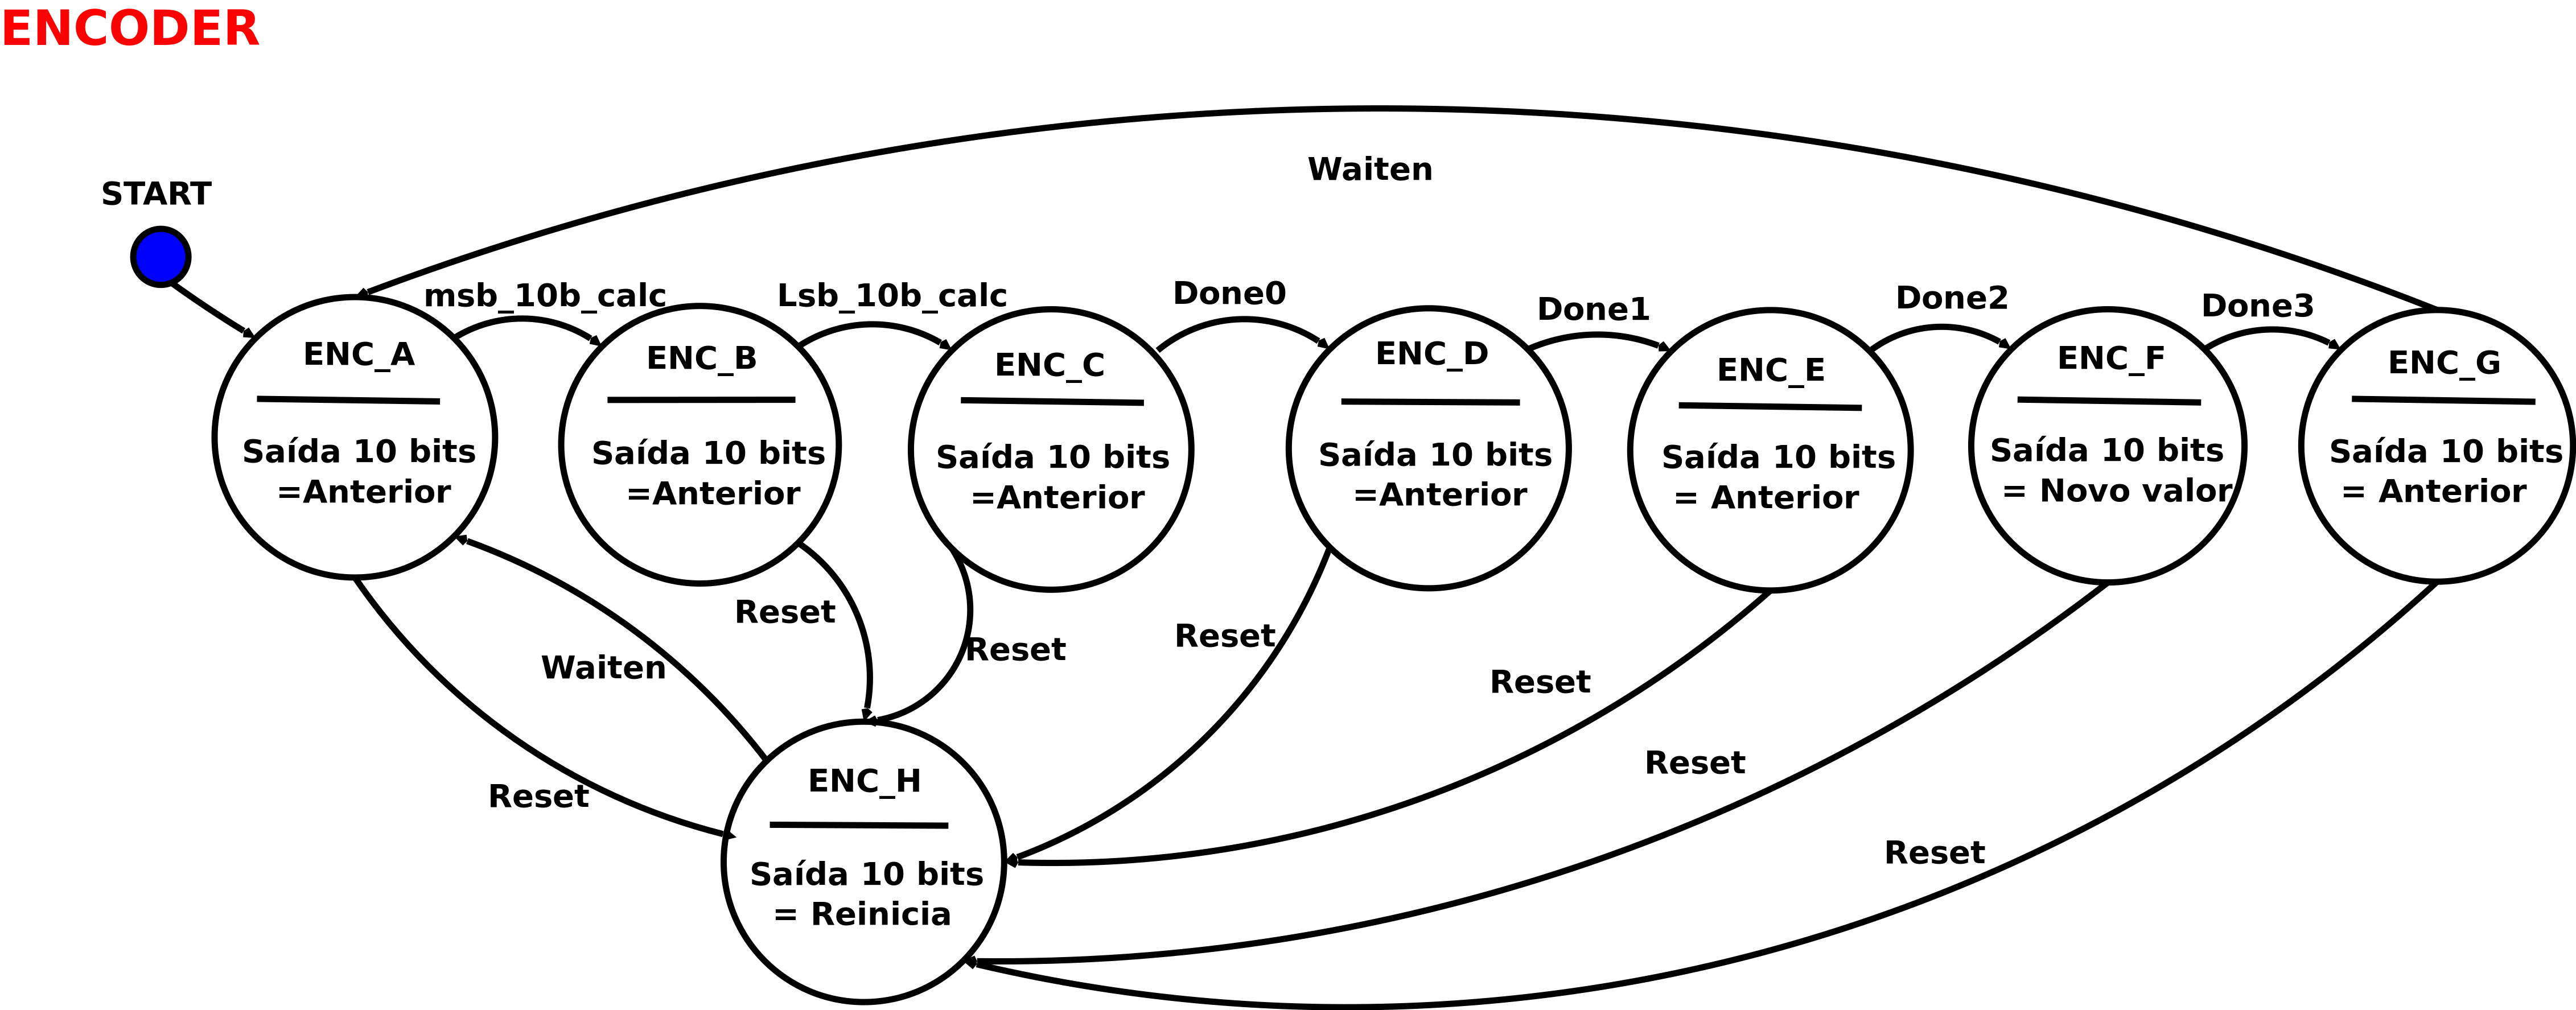 ENCODER
START
Waiten
msb_10b_calc
Lsb_10b_calc
Done0
Done1
Done2
Done3
ENC_A
Saída 10 bits
=Anterior
ENC_B
Saída 10 bits
=Anterior
ENC_C
Saída 10 bits
=Anterior
ENC_D
Saída 10 bits
=Anterior
ENC_E
Saída 10 bits
= Anterior
ENC_F
Saída 10 bits
= Novo valor
ENC_G
Saída 10 bits
= Anterior
Reset
Reset
Reset
Waiten
Reset
Reset
Reset
Reset
ENC_H
Saída 10 bits
= Reinicia